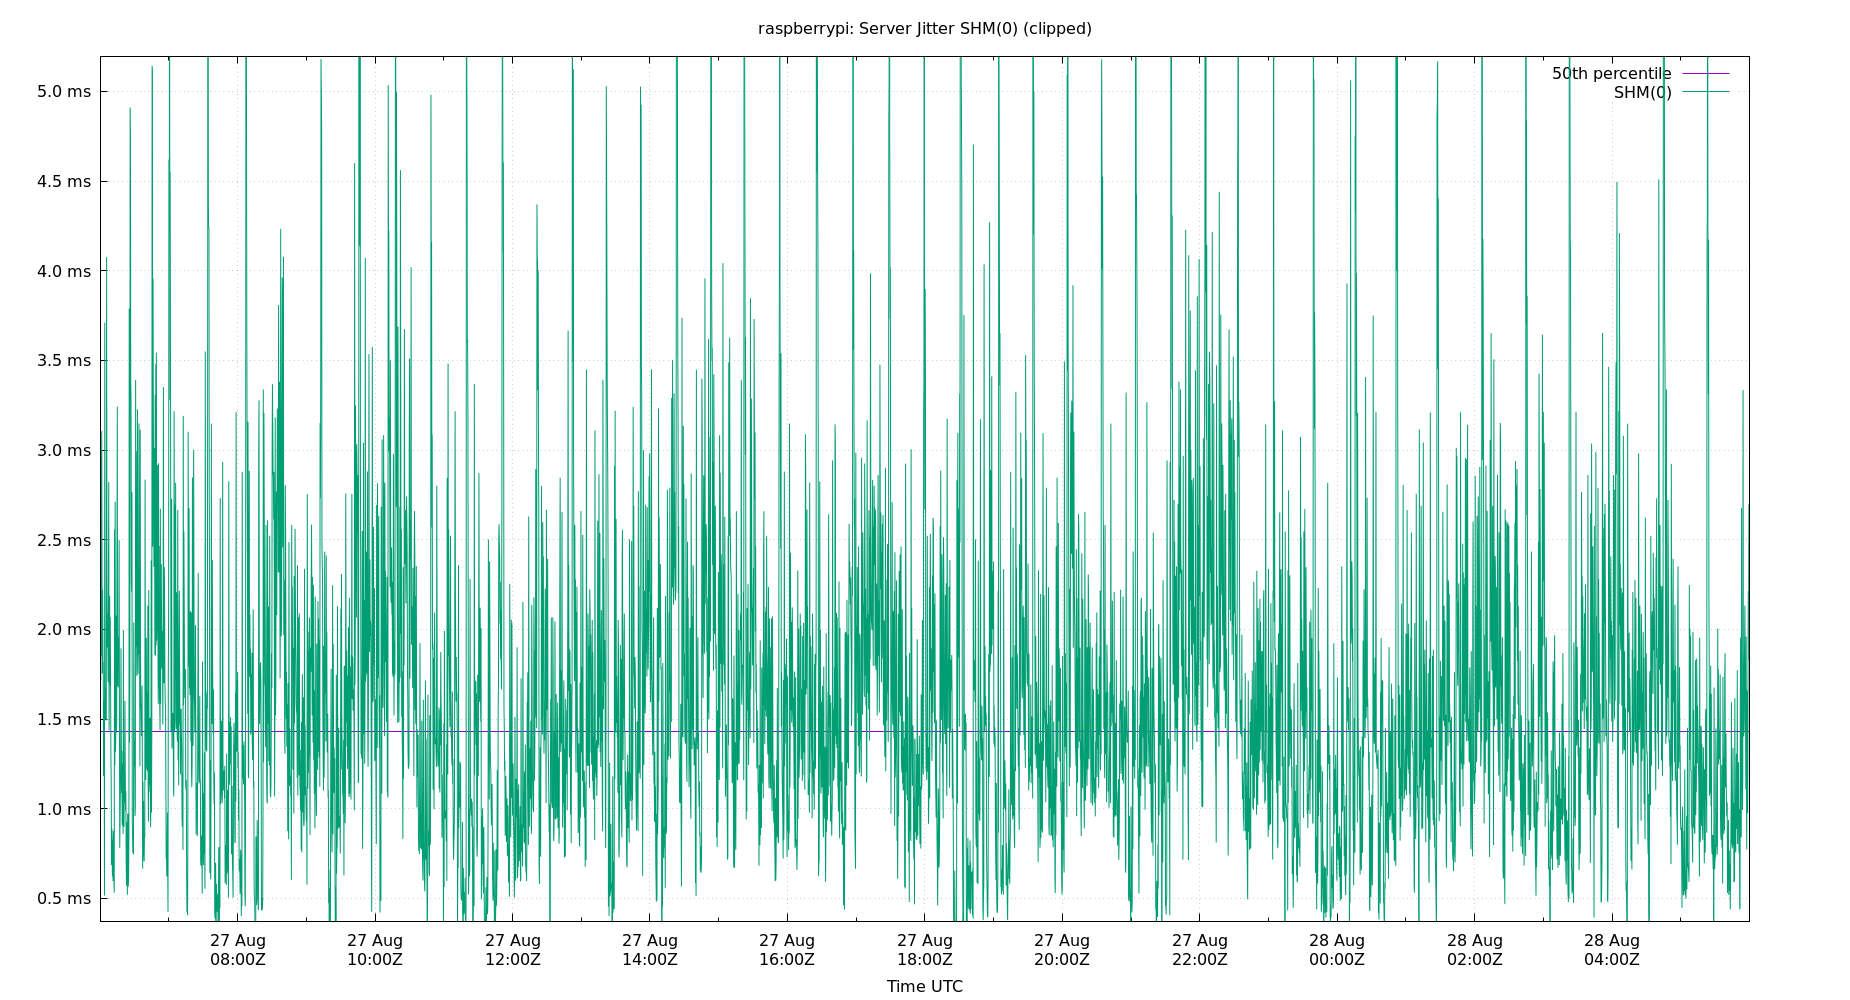 raspberrypi: Server Jitter SHM(0) (clipped)
50th percentile
SHM(0)
5.0 ms
4.5 ms
4.0 ms
3.5 ms
3.0 ms
2.5 ms
2.0 ms
1.5 ms
1.0 ms
0.5 ms
27 Aug 27 Aug 27 Aug 27 Aug 27 Aug 27 Aug 27 Aug 27 Aug 28 Aug 28 Aug 28 Aug
08:00Z 10:00Z 12:00Z 14:00Z 16:00Z 18:00Z 20:00Z 22:00Z 00:00Z 02:00Z 04:00Z
Time UTC